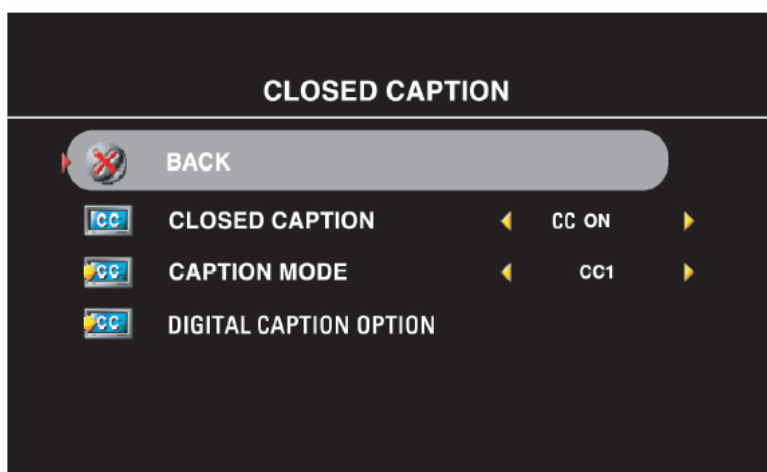 CLOSED CAPTION
BACK
CC CLOSED CAPTION CC ON
CC CAPTION MODE CC1
CC DIGITAL CAPTION OPTION